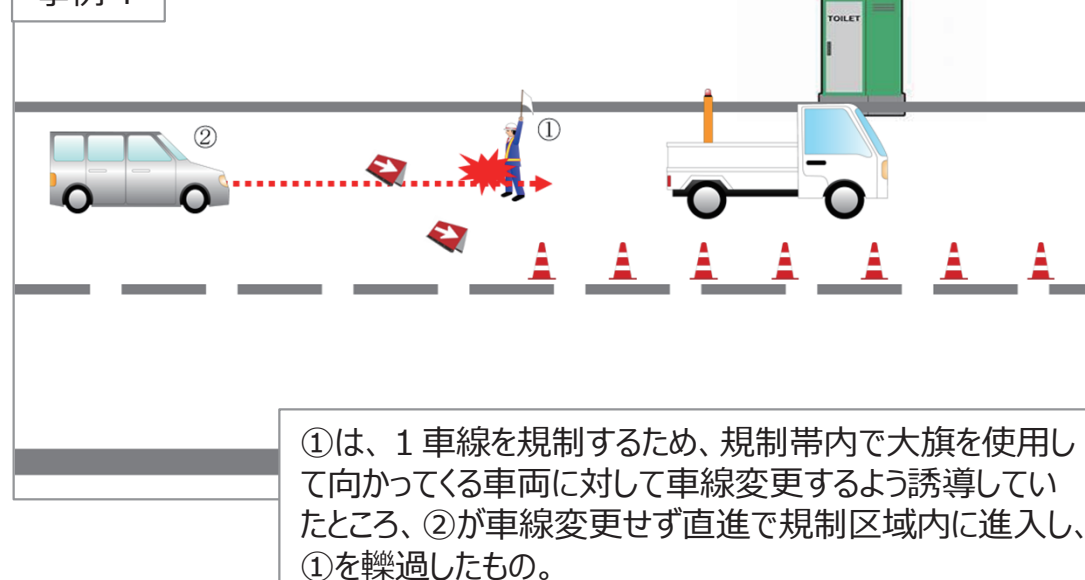 TOILET
②
①
①は、1車線を規制するため、規制帯内で大旗を使用し
て向かってくる車両に対して車線変更するよう誘導してい
たところ、②が車線変更せず直進で規制区域内に進入し、
①を轢過したもの。